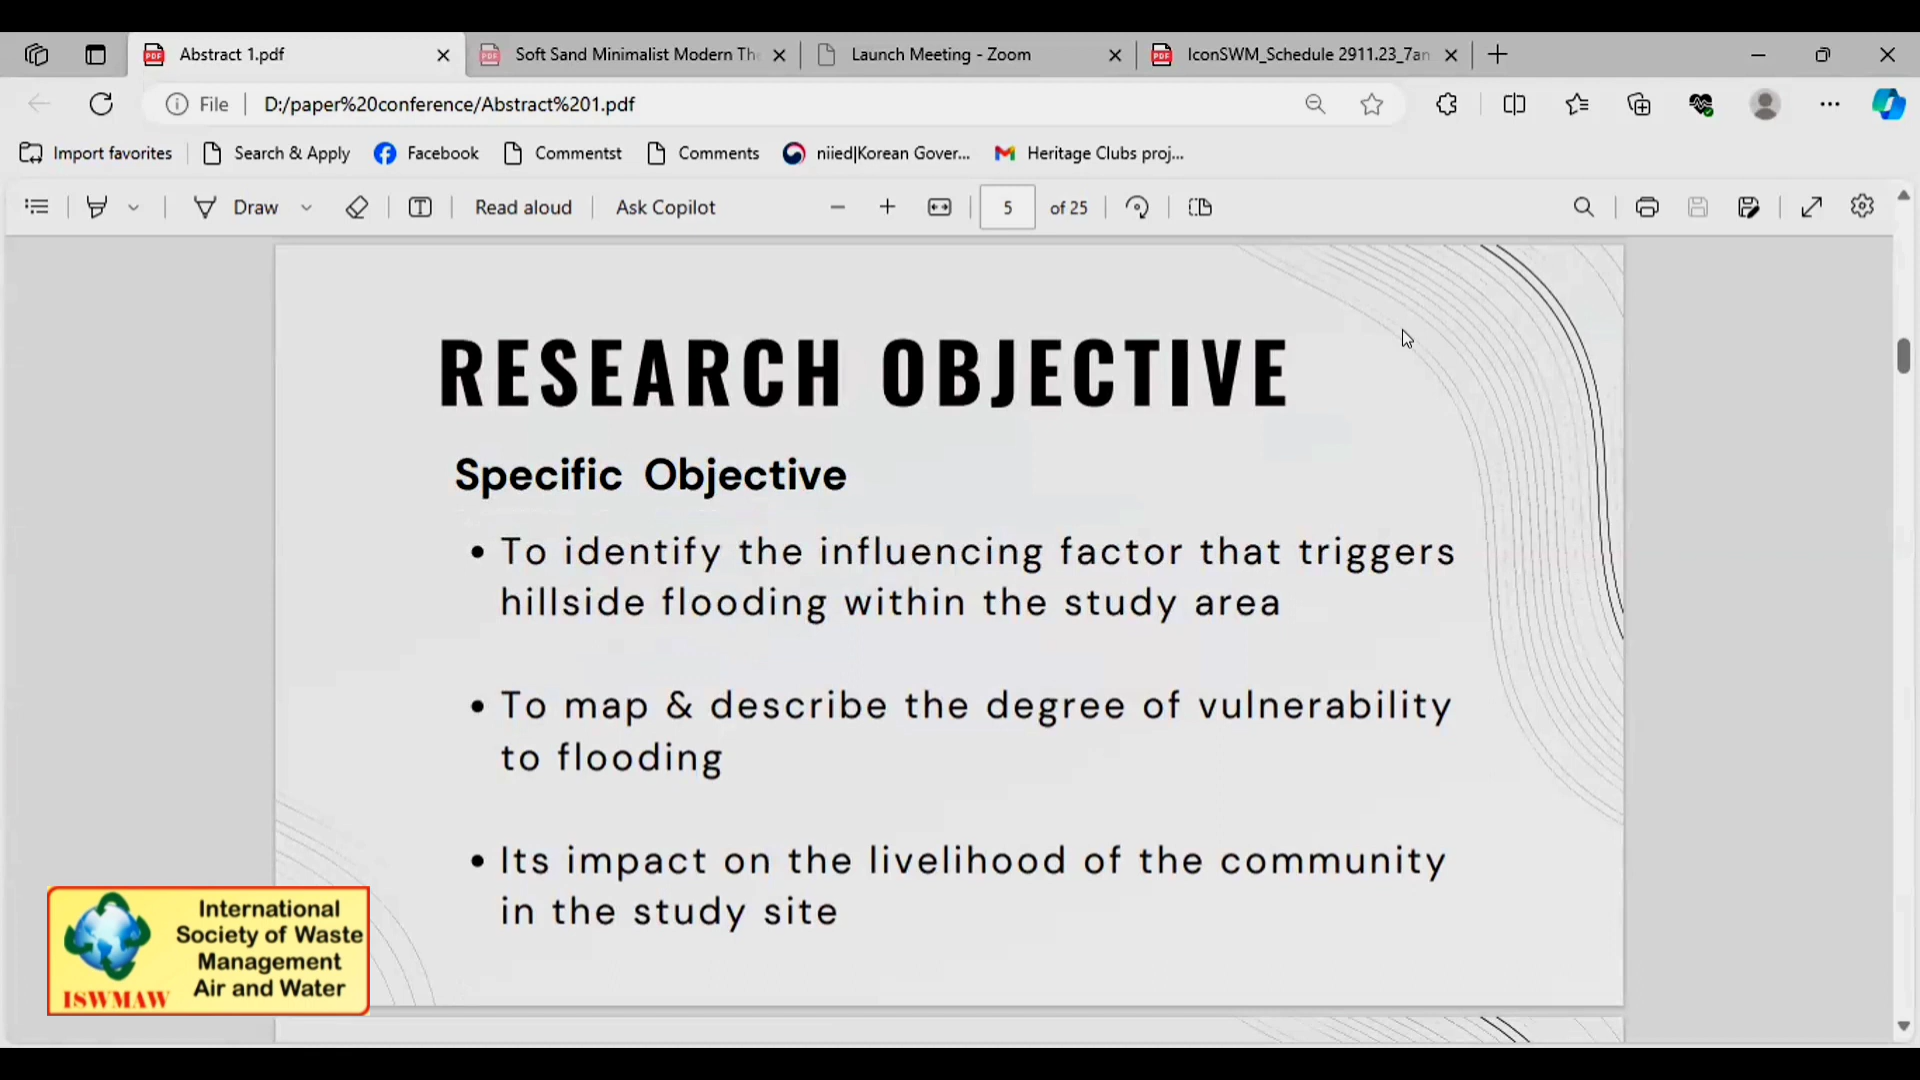 Abstract 1.pdf
Soft Sand Minimalist Modern The
Launch Meeting - Zoom
IconSWM_Schedule 2911.23_7an
File
D:/paper%20conference/Abstract%201.pdf
Import favorites
Search & Apply
Facebook
Commentst
Comments
niied|Korean Gover...
Heritage Clubs proj...
Draw
Read aloud
Ask Copilot
5 of 25
RESEARCH OBJECTIVE
Specific Objective
• To identify the influencing factor that triggers
hillside flooding within the study area
• To map & describe the degree of vulnerability
to flooding
• Its impact on the livelihood of the community
in the study site
International
Society of Waste
Management
Air and Water
ISWMAW